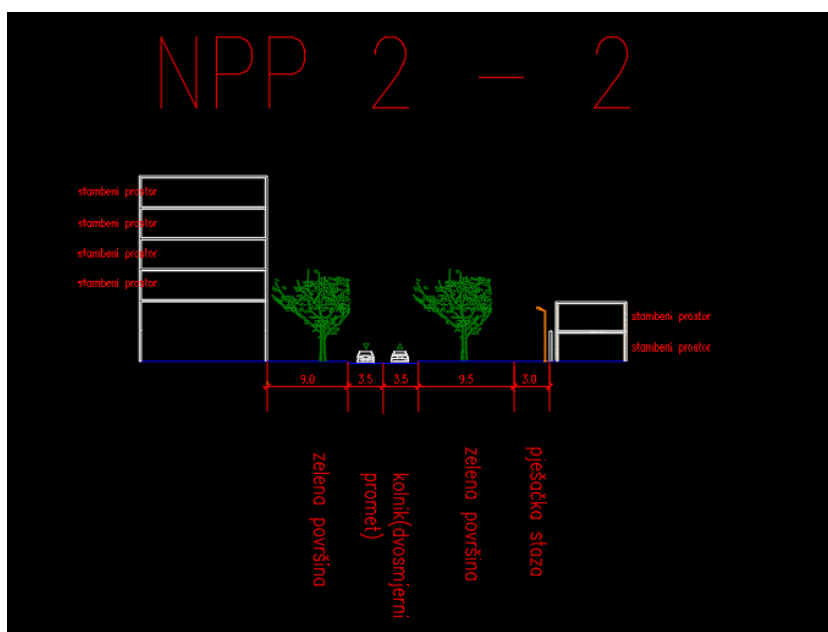 NPP 2 - 2
stambeni prostor
stambeni prostor
stambeni prostor
stambeni prostor
stambeni prostor
stambeni prostor
9.0
3.5
3.5
9.5
3.0
zelena površina
kolnik(dvosmjerni
promet)
zelena površina
pješačka staza